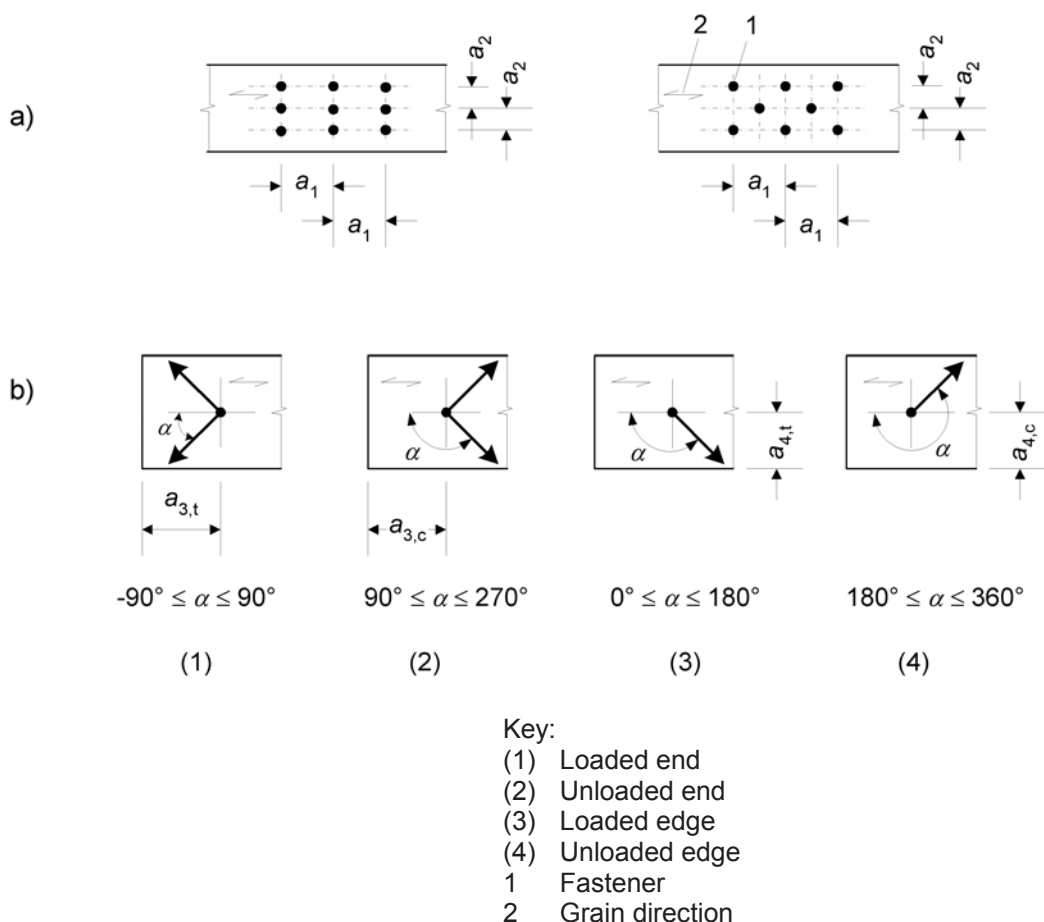 a)
a₂
a₂
2
1
a₂
a₂
a₁
a₁
a₁
a₁
b)
α
α
α
α
a₃,t
a₃,c
a₄,t
a₄,c
-90° ≤ α ≤ 90°
90° ≤ α ≤ 270°
0° ≤ α ≤ 180°
180° ≤ α ≤ 360°
(1)
(2)
(3)
(4)
Key:
(1) Loaded end
(2) Unloaded end
(3) Loaded edge
(4) Unloaded edge
1 Fastener
2 Grain direction